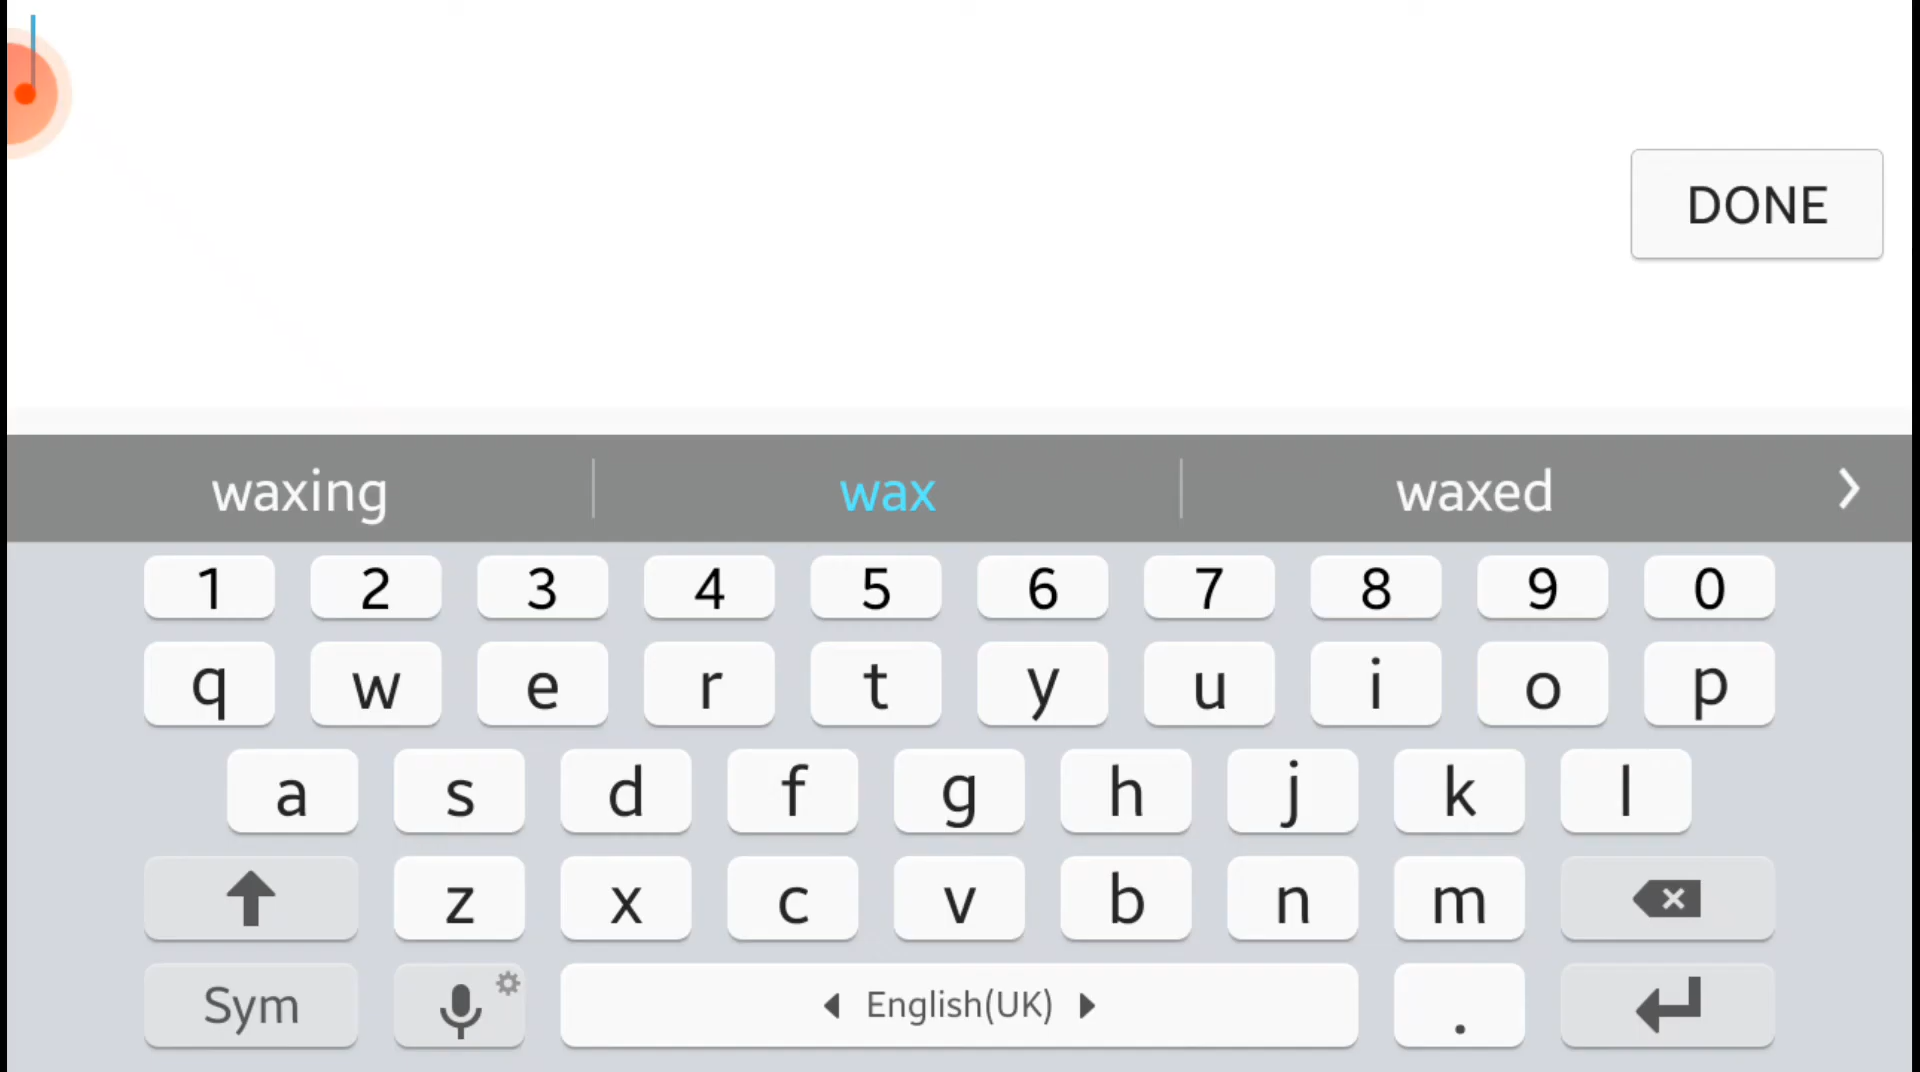 DONE
waxing wax waxed
1 2 3 4 5 6 7 8 9 0
q w e r t y u i o p
a s d f g h j k l
z x c v b n m
Sym English(UK) .